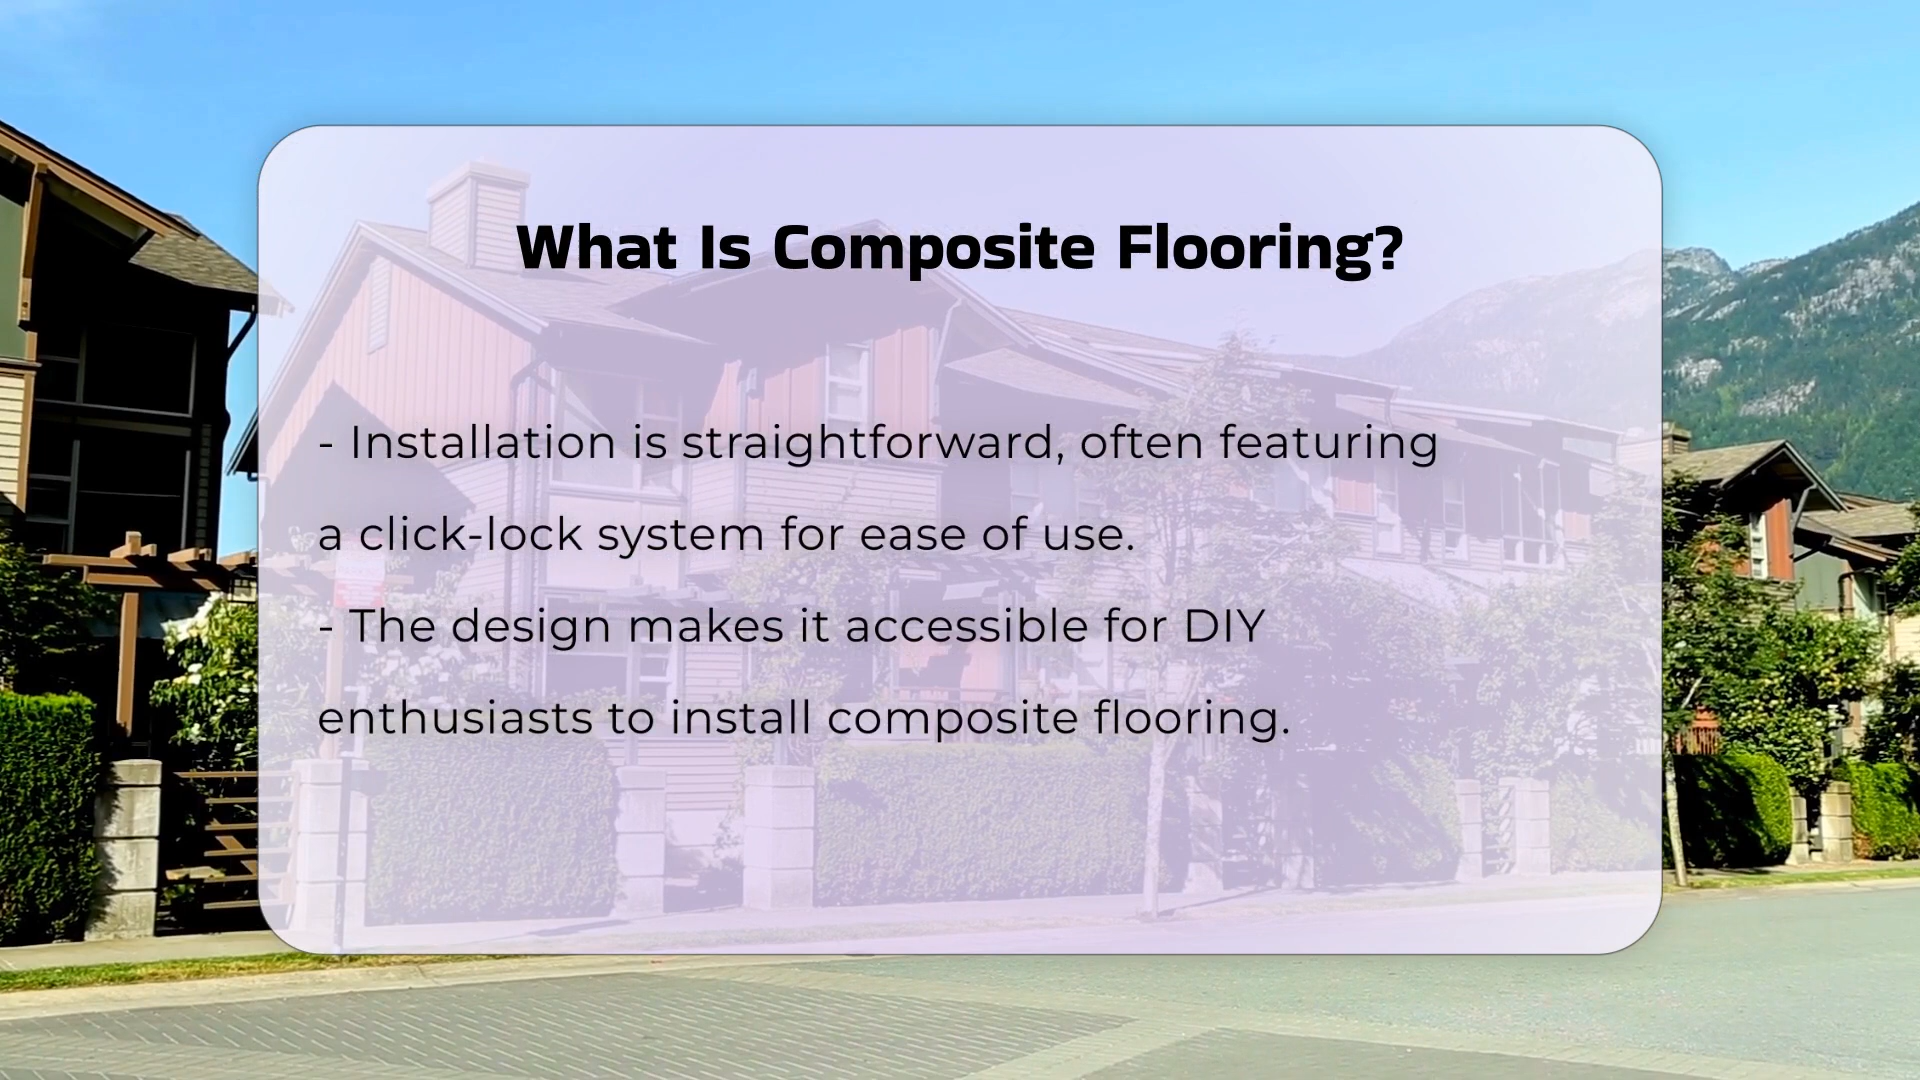 What Is Composite Flooring?
- Installation is straightforward, often featuring
a click-lock system for ease of use.
- The design makes it accessible for DIY
enthusiasts to install composite flooring.